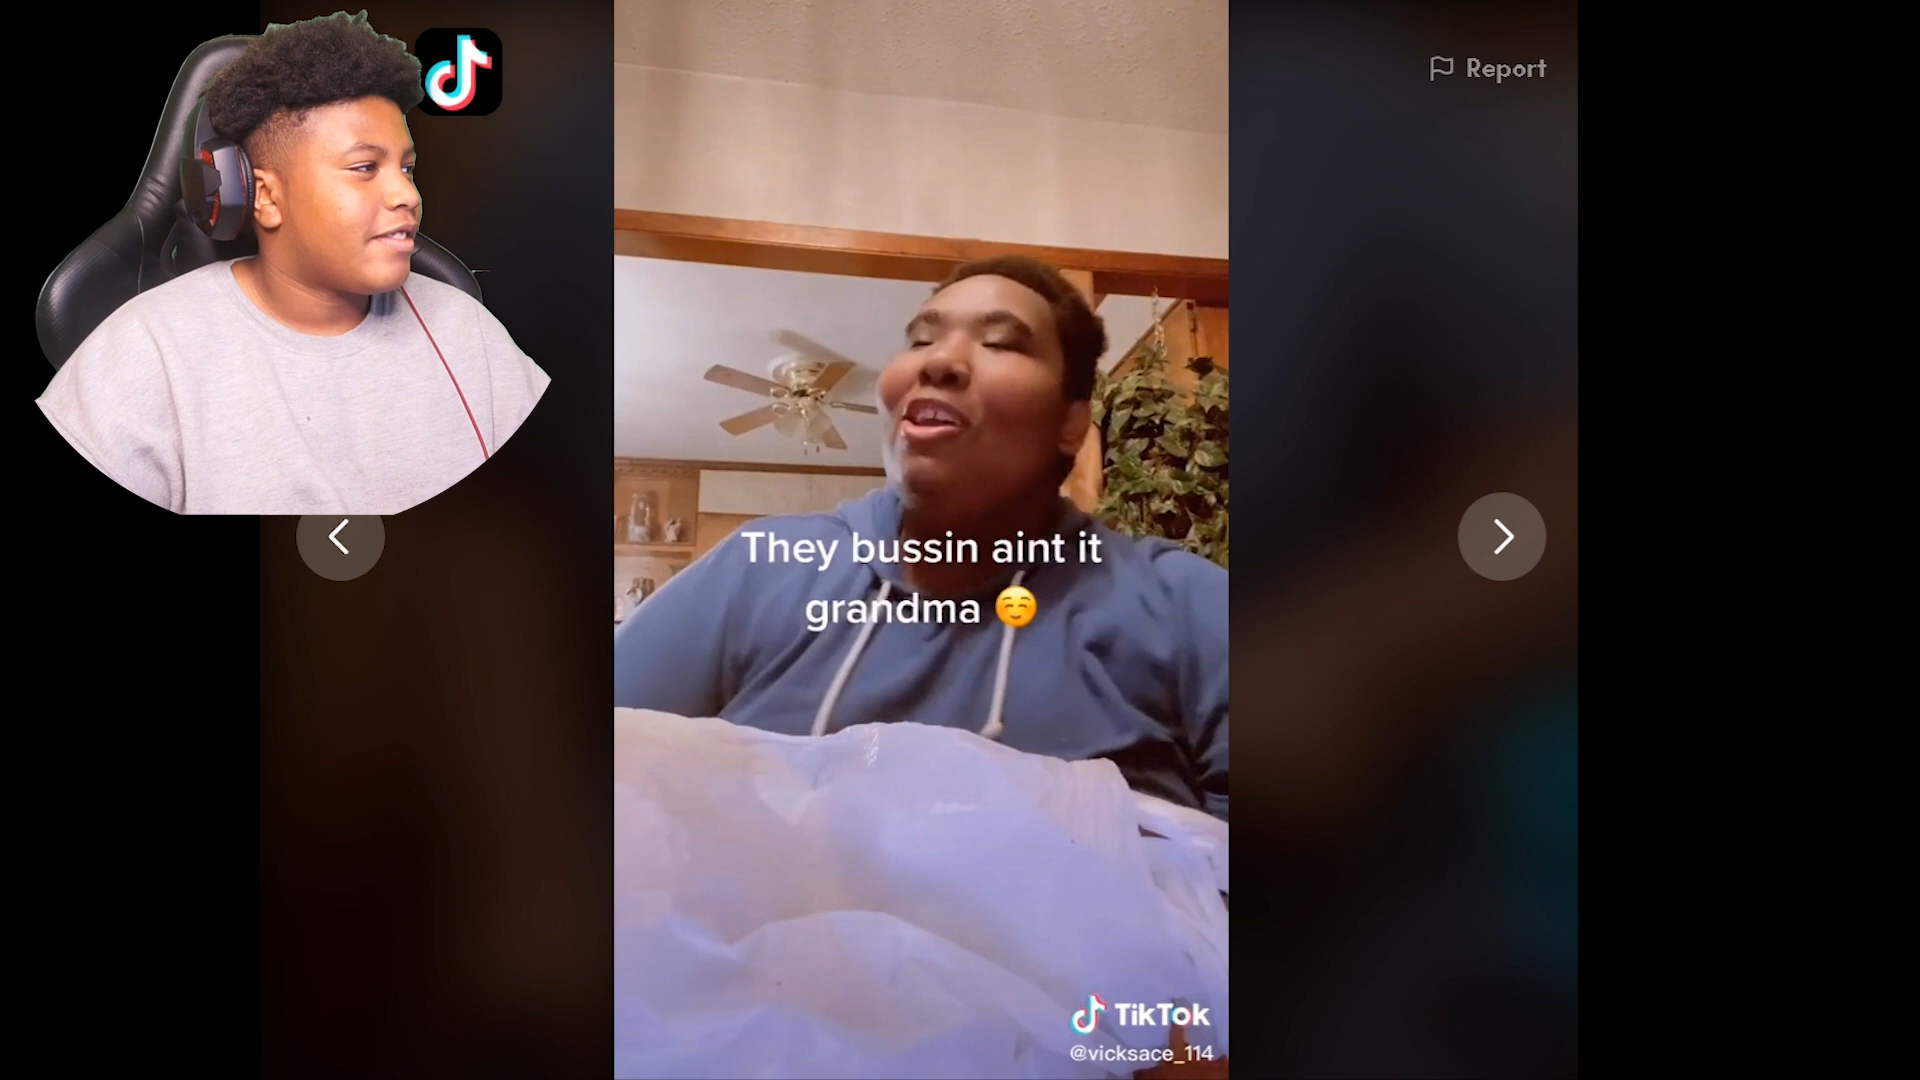 Report
They bussin aint it
grandma ☺️
TikTok
@vicksace_114